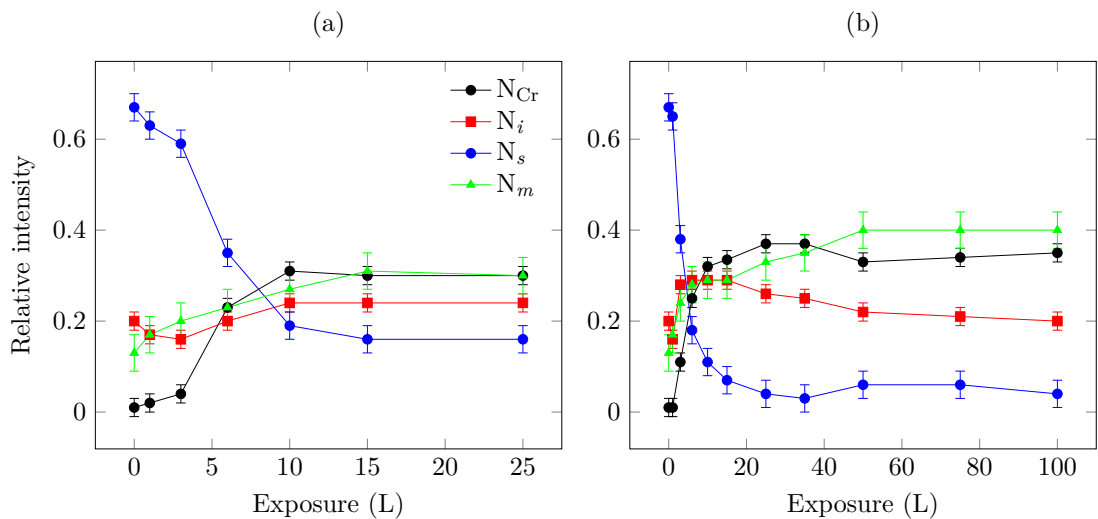 (a)
(b)
Relative intensity
0.6
0.4
0.2
0
N_Cr
N_i
N_s
N_m
0 5 10 15 20 25
Exposure (L)
0.6
0.4
0.2
0
0 20 40 60 80 100
Exposure (L)